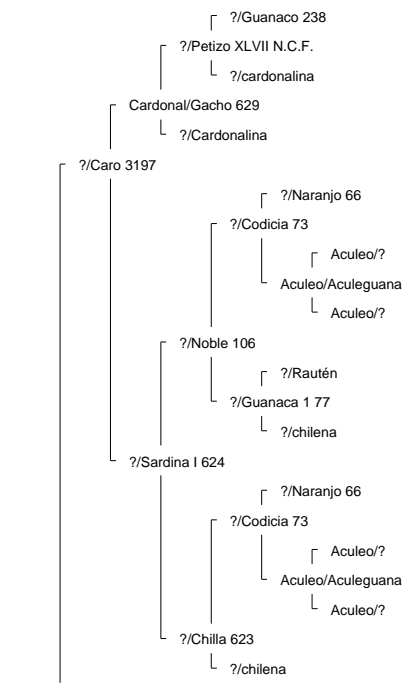 ?/Guanaco 238
?/Petizo XLVII N.C.F.
?/cardonalina
Cardonal/Gacho 629
?/Cardonalina
?/Caro 3197
?/Naranjo 66
?/Codicia 73
Aculeo/?
Aculeo/Aculeguana
Aculeo/?
?/Noble 106
?/Rautén
?/Guanaca 1 77
?/chilena
?/Sardina I 624
?/Naranjo 66
?/Codicia 73
Aculeo/?
Aculeo/Aculeguana
Aculeo/?
?/Chilla 623
?/chilena